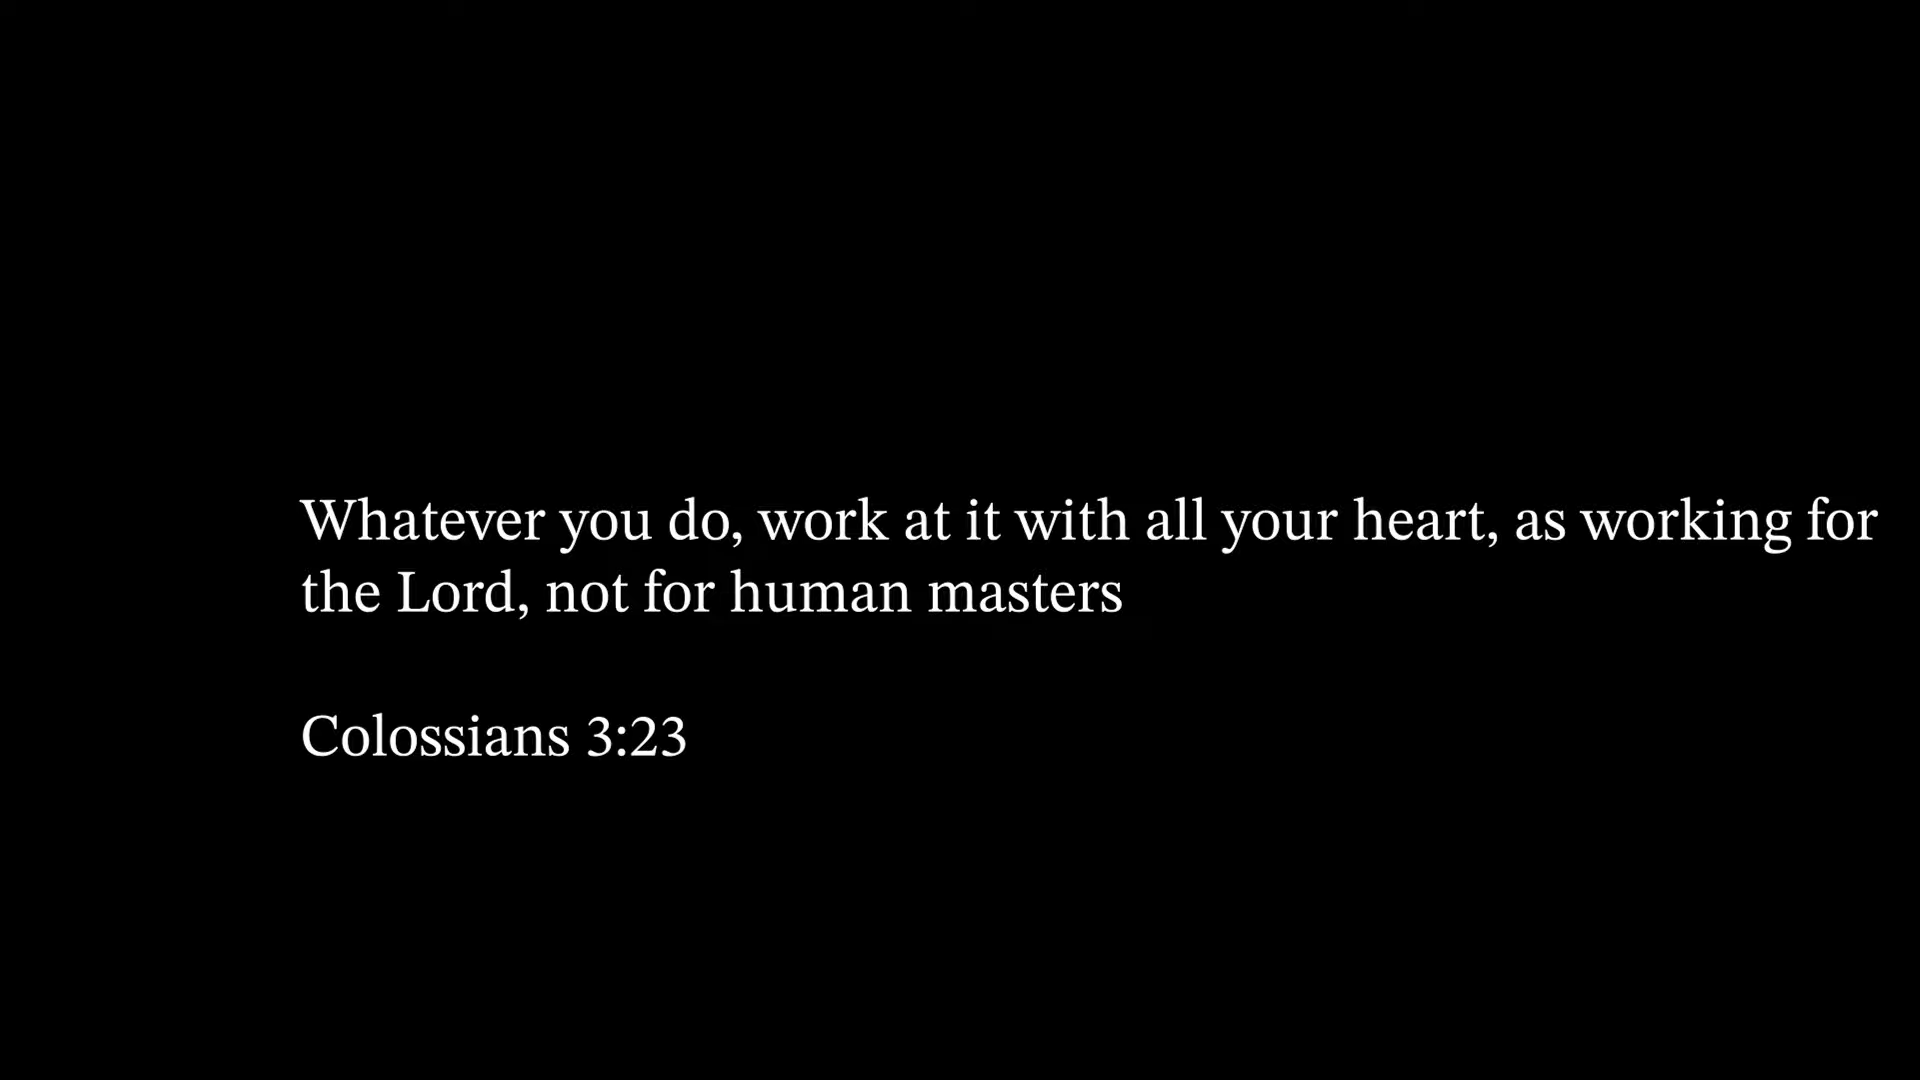 Whatever you do, work at it with all your heart, as working for
the Lord, not for human masters
Colossians 3:23